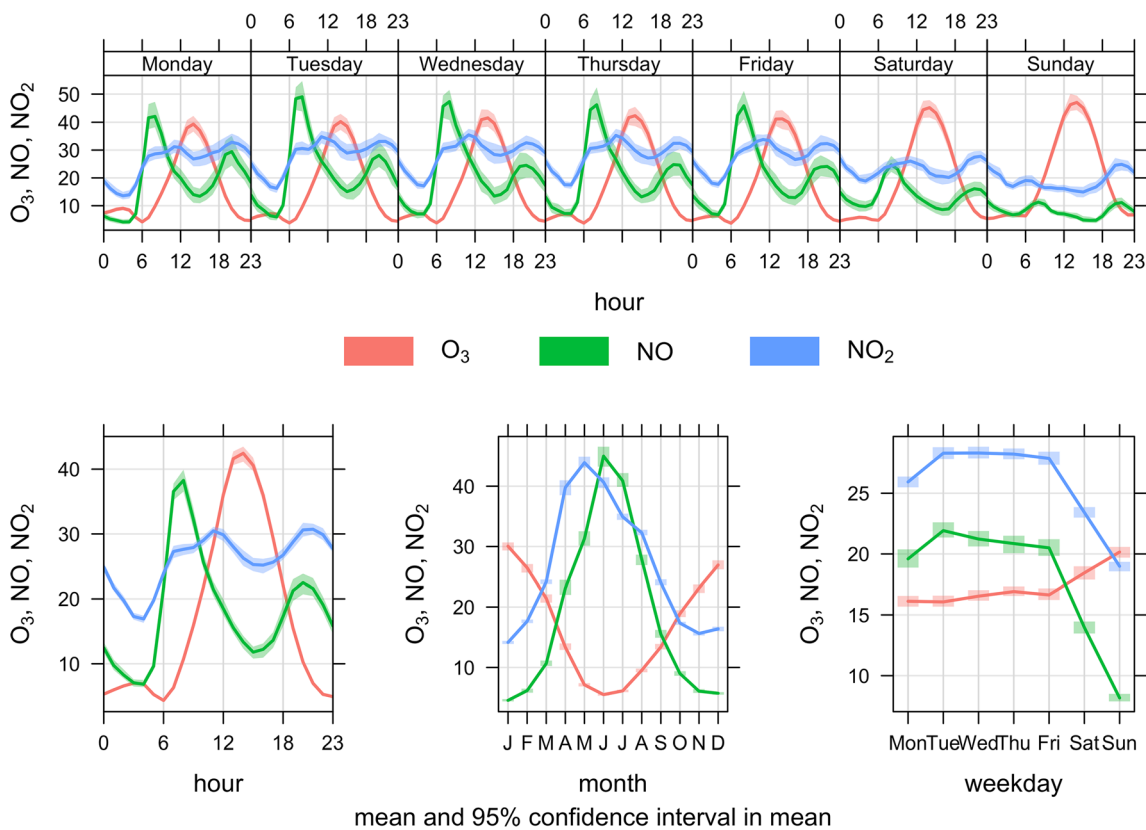 0 6 12 18 23 0 6 12 18 23 0 6 12 18 23
Monday Tuesday Wednesday Thursday Friday Saturday Sunday
O₃, NO, NO₂
50
40
30
20
10
0 6 12 18 23 0 6 12 18 23 0 6 12 18 23 0 6 12 18 23
hour
O₃ NO NO₂
O₃, NO, NO₂
40
30
20
10
0 6 12 18 23
hour
O₃, NO, NO₂
40
30
20
10
J F M A M J J A S O N D
month
O₃, NO, NO₂
25
20
15
10
Mon Tue Wed Thu Fri Sat Sun
weekday
mean and 95% confidence interval in mean